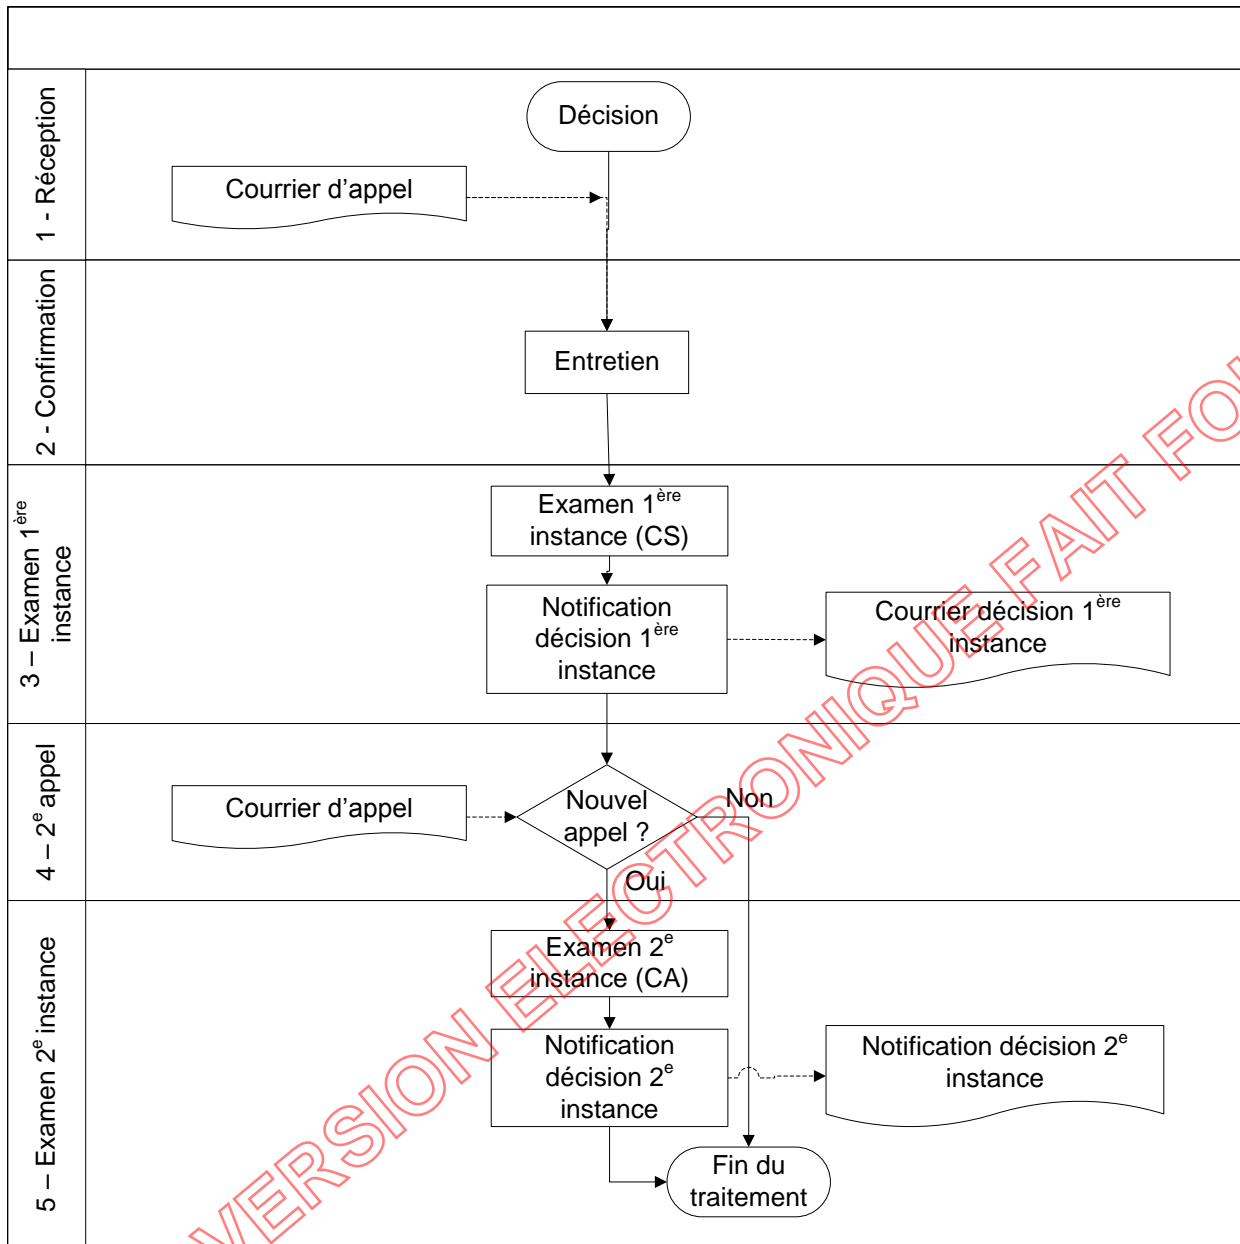 1 - Réception
Décision
Courrier d'appel
2 - Confirmation
Entretien
3 – Examen 1ère
instance
Examen 1ère
instance (CS)
Notification
décision 1ère
instance
Courrier décision 1ère
instance
4 – 2e appel
Courrier d'appel
Nouvel
appel ?
Non
Oui
5 – Examen 2e instance
Examen 2e
instance (CA)
Notification
décision 2e
instance
Notification décision 2e
instance
Fin du
traitement
VERSION ELECTRONIQUE FAIT